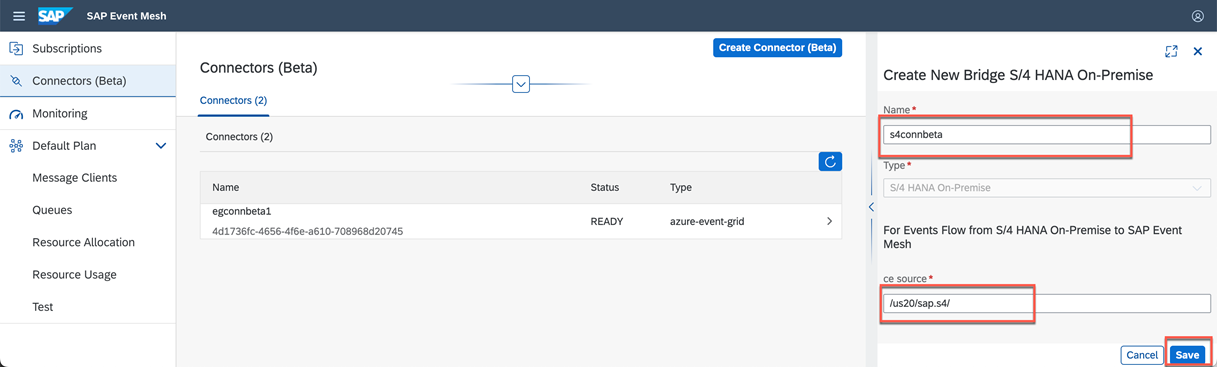 SAP SAP Event Mesh
Subscriptions
Connectors (Beta)
Monitoring
Default Plan
Message Clients
Queues
Resource Allocation
Resource Usage
Test
Create Connector (Beta)
Connectors (Beta)
Connectors (2)
Connectors (2)
Name Status Type
egconnbeta1
4d1736fc-4656-4f6e-a610-708968d20745 READY azure-event-grid
Create New Bridge S/4 HANA On-Premise
Name*
s4connbeta
Type*
S/4 HANA On-Premise
For Events Flow from S/4 HANA On-Premise to SAP Event
Mesh
ce source*
/us20/sap.s4/
Cancel Save